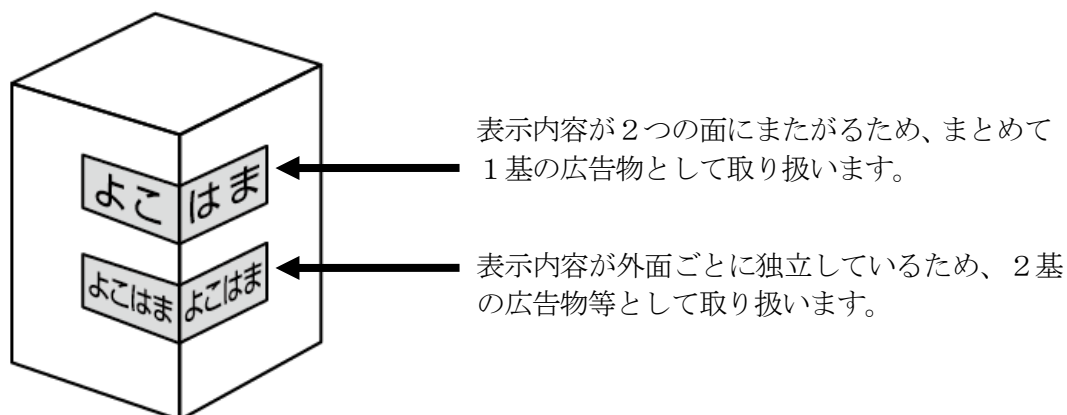 表示内容が２つの面にまたがるため、まとめて
１基の広告物として取り扱います。
よこ はま
表示内容が外面ごとに独立しているため、２基
の広告物等として取り扱います。
よこはま よこはま